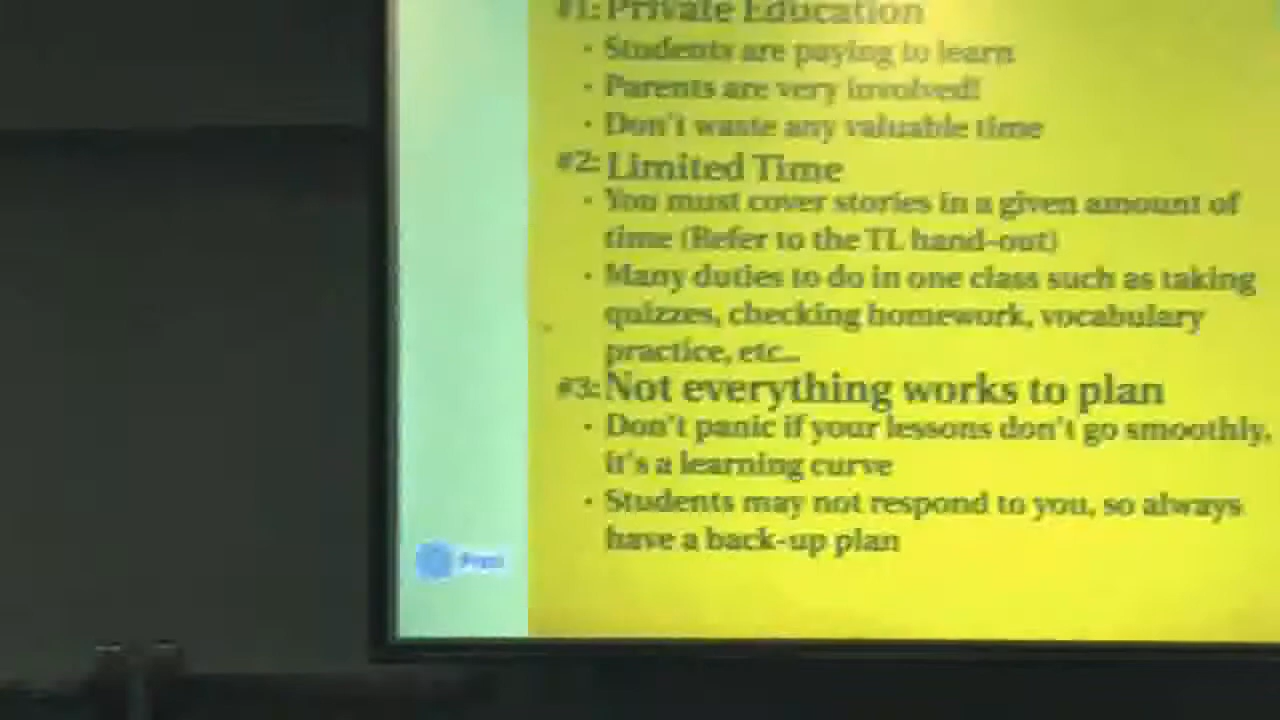 #1: Private Education
• Students are paying to learn
• Parents are very involved!
• Don't waste any valuable time
#2: Limited Time
• You must cover stories in a given amount of
time (Refer to the TL hand-out)
• Many duties to do in one class such as taking
quizzes, checking homework, vocabulary
practice, etc...
#3: Not everything works to plan
• Don't panic if your lessons don't go smoothly,
it's a learning curve
• Students may not respond to you, so always
have a back-up plan